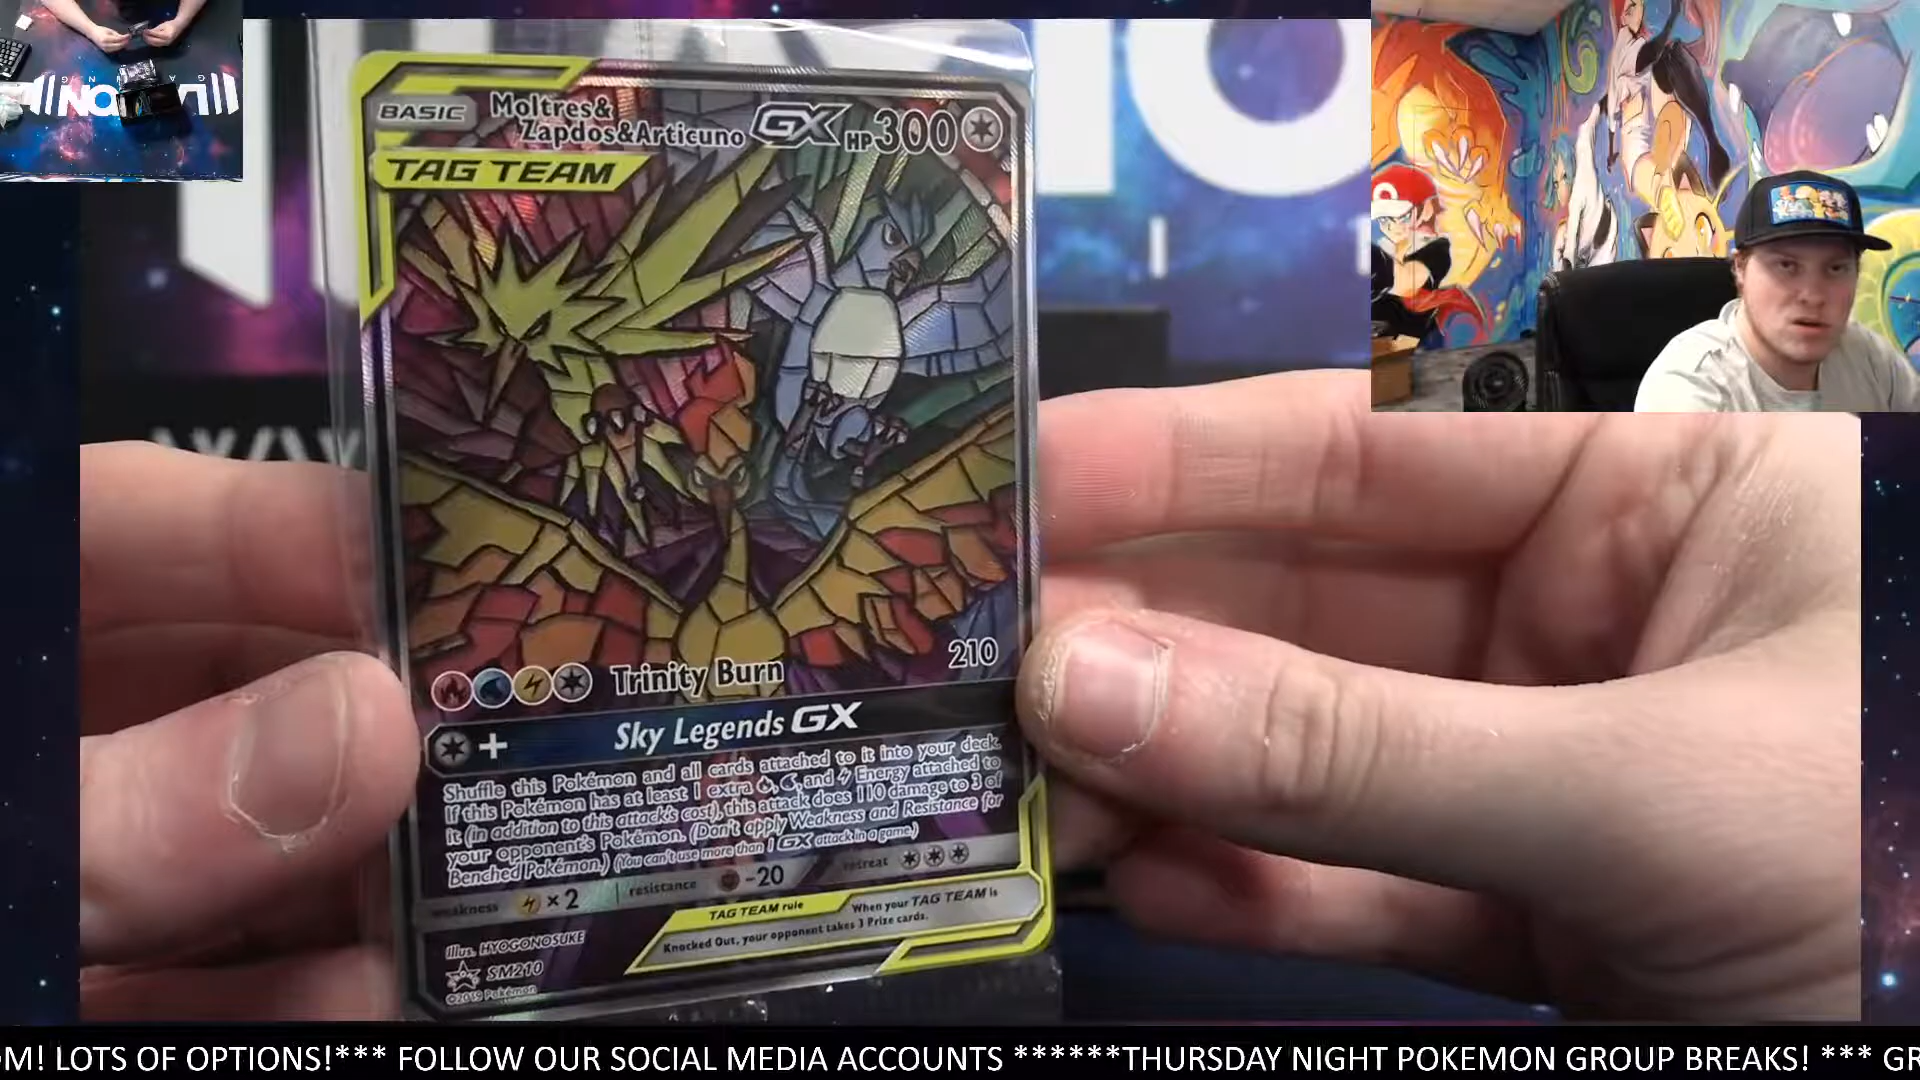 BASIC
Moltres&
Zapdos&Articuno GX HP300
TAG TEAM
Trinity Burn 210
+ Sky Legends GX
Shuffle this Pokémon and all cards attached to it into your deck.
If this Pokémon has at least 1 extra , , and Energy attached to
it (in addition to this attack's cost), this attack does 110 damage to 3 of
your opponent's Pokémon. (Don't apply Weakness and Resistance for
Benched Pokémon.) (You can't use more than 1 GX attack in a game.)
weakness ×2 resistance -20 retreat
TAG TEAM rule When your TAG TEAM is
Knocked Out, your opponent takes 3 Prize cards.
Illus. HYOGONOSUKE
SM210
©2019 Pokémon
OM! LOTS OF OPTIONS!*** FOLLOW OUR SOCIAL MEDIA ACCOUNTS ******THURSDAY NIGHT POKEMON GROUP BREAKS! *** GR